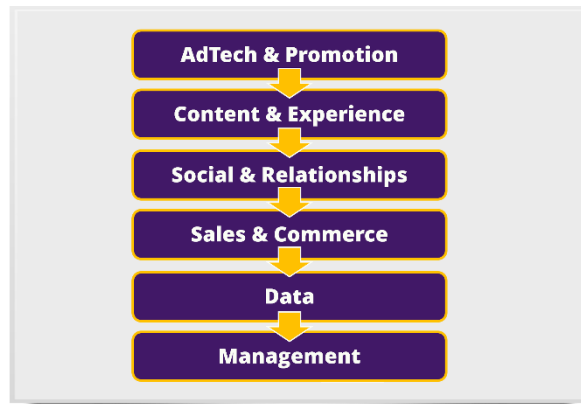 AdTech & Promotion
Content & Experience
Social & Relationships
Sales & Commerce
Data
Management